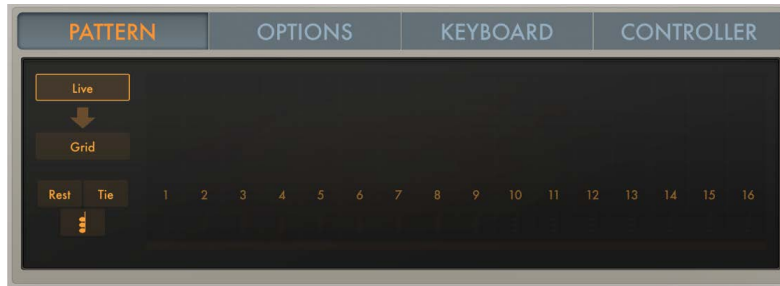 PATTERN OPTIONS KEYBOARD CONTROLLER
Live
Grid
Rest Tie 1 2 3 4 5 6 7 8 9 10 11 12 13 14 15 16